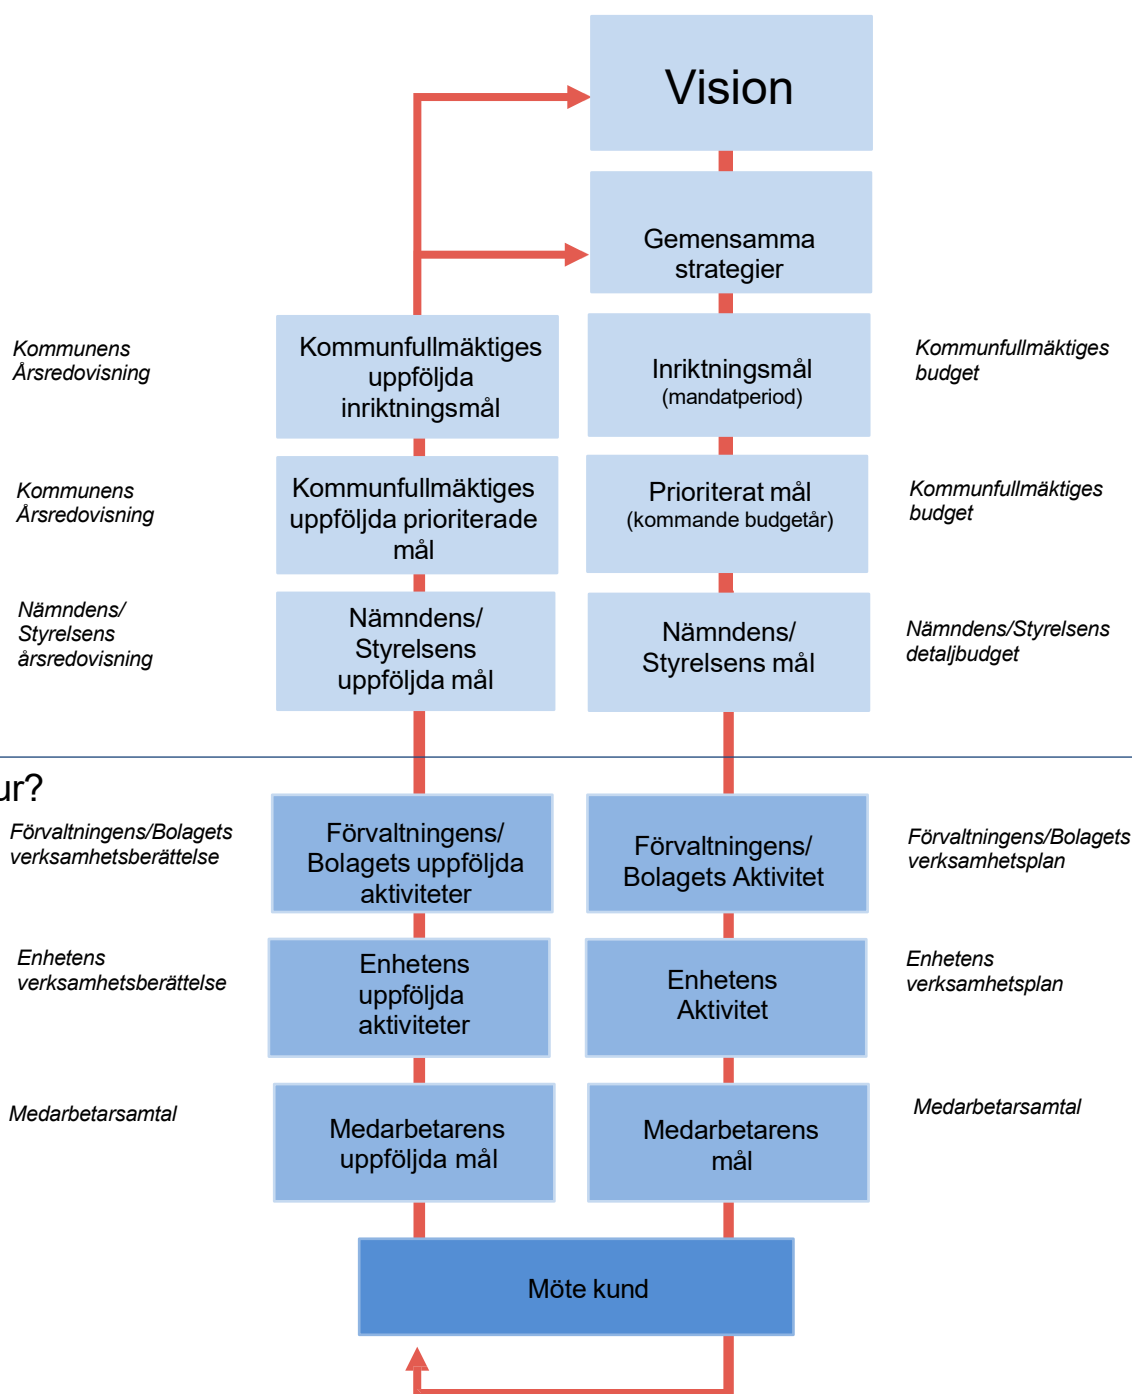 Vision
Gemensamma
strategier
Kommunens
Årsredovisning
Kommunfullmäktiges
uppföljda
inriktningsmål
Inriktningsmål
(mandatperiod)
Kommunfullmäktiges
budget
Kommunens
Årsredovisning
Kommunfullmäktiges
uppföljda prioriterade
mål
Prioriterat mål
(kommande budgetår)
Kommunfullmäktiges
budget
Nämndens/
Styrelsens
årsredovisning
Nämndens/
Styrelsens
uppföljda mål
Nämndens/
Styrelsens mål
Nämndens/Styrelsens
detaljbudget
ur?
Förvaltningens/Bolagets
verksamhetsberättelse
Förvaltningens/
Bolagets uppföljda
aktiviteter
Förvaltningens/
Bolagets Aktivitet
Förvaltningens/Bolagets
verksamhetsplan
Enhetens
verksamhetsberättelse
Enhetens
uppföljda
aktiviteter
Enhetens
Aktivitet
Enhetens
verksamhetsplan
Medarbetarsamtal
Medarbetarens
uppföljda mål
Medarbetarens
mål
Medarbetarsamtal
Möte kund